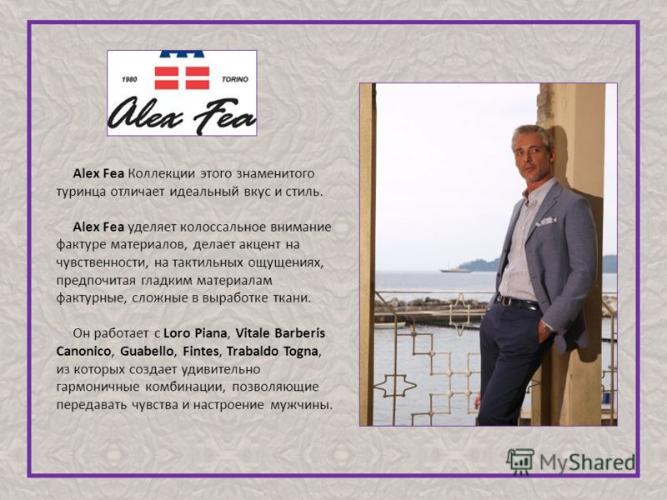 1980 TORINO
Alex Fea
Alex Fea Коллекции этого знаменитого
туринца отличает идеальный вкус и стиль.
Alex Fea уделяет колоссальное внимание
фактуре материалов, делает акцент на
чувственности, на тактильных ощущениях,
предпочитая гладким материалам
фактурные, сложные в выработке ткани.
Он работает с Loro Piana, Vitale Barberis
Canonico, Guabello, Fintes, Trabaldo Togna,
из которых создает удивительно
гармоничные комбинации, позволяющие
передавать чувства и настроение мужчины.
MyShared